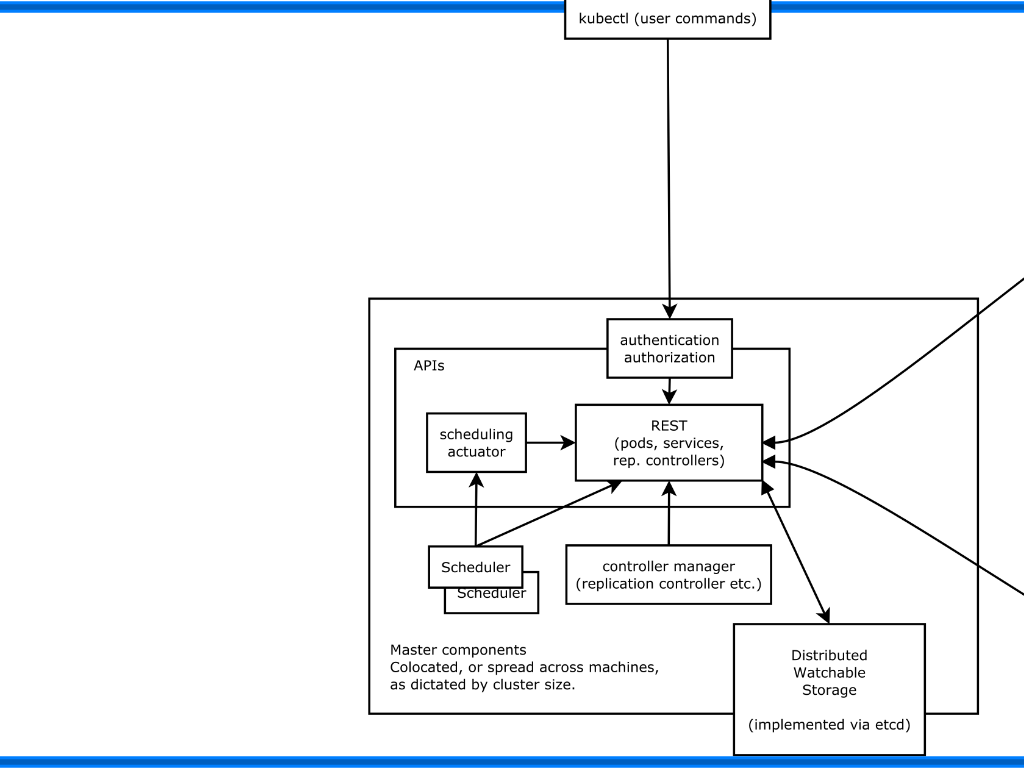 kubectl (user commands)
authentication
authorization
APIs
REST
(pods, services,
rep. controllers)
scheduling
actuator
Scheduler
Scheduler
controller manager
(replication controller etc.)
Master components
Colocated, or spread across machines,
as dictated by cluster size.
Distributed
Watchable
Storage
(implemented via etcd)